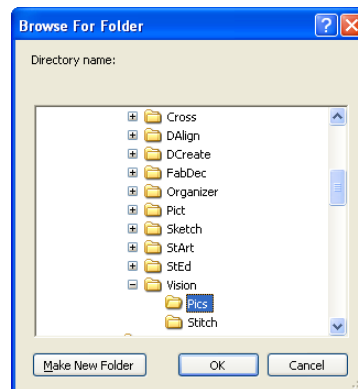 Browse For Folder
Directory name:
Cross
DAlign
DCreate
FabDec
Organizer
Pict
Sketch
StArt
StEd
Vision
Pics
Stitch
Make New Folder OK Cancel